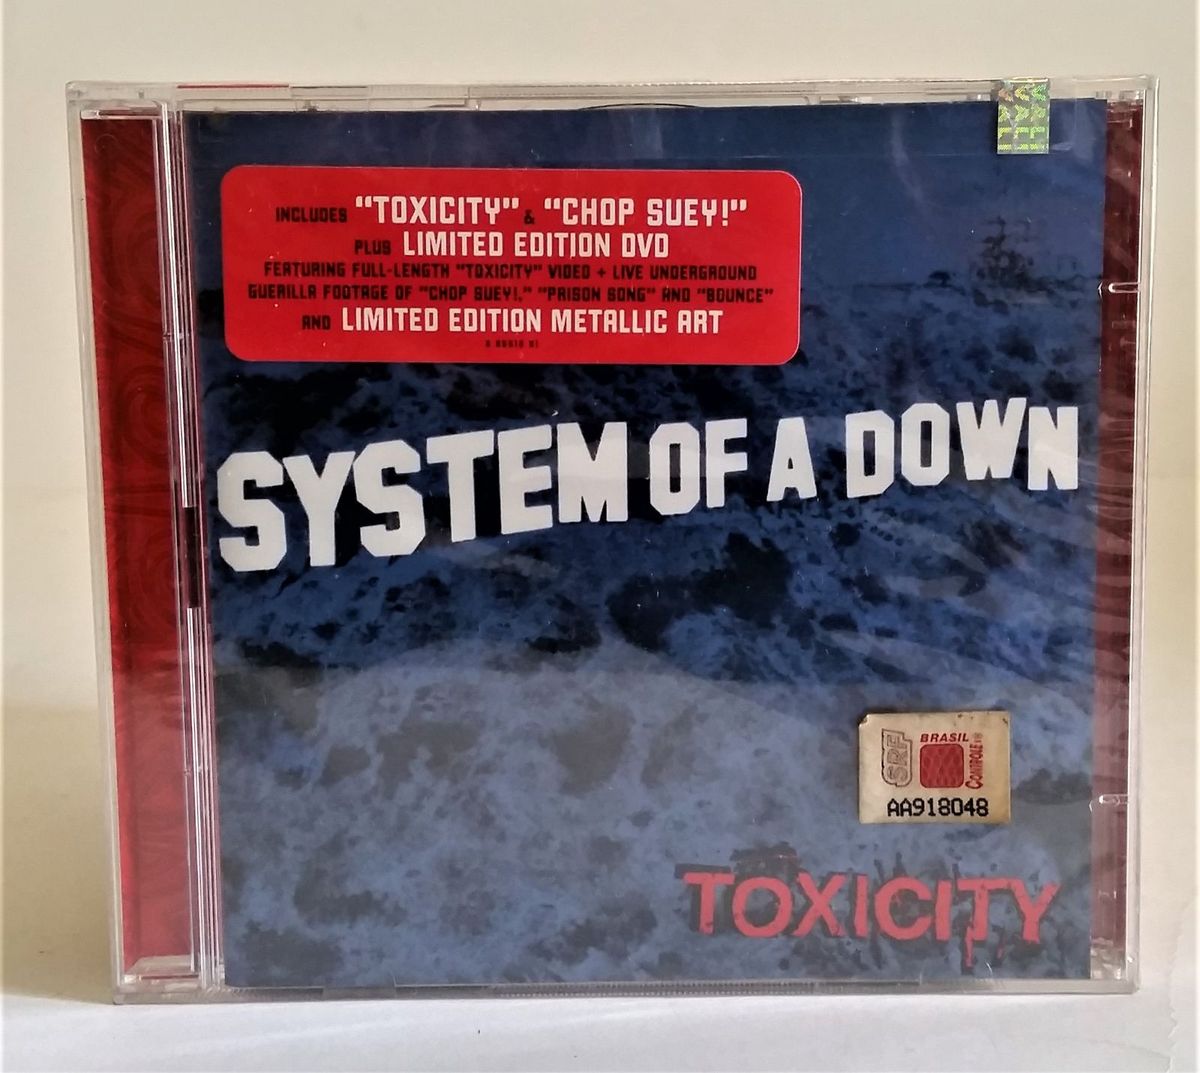 INCLUDES "TOXICITY" & "CHOP SUEY!"
PLUS LIMITED EDITION DVD
FEATURING FULL-LENGTH "TOXICITY" VIDEO + LIVE UNDERGROUND
GUERILLA FOOTAGE OF "CHOP SUEY!," "PRISON SONG" AND "BOUNCE"
AND LIMITED EDITION METALLIC ART
SYSTEM OF A DOWN
SRF BRASIL CONTROLE
AA918048
TOXICITY